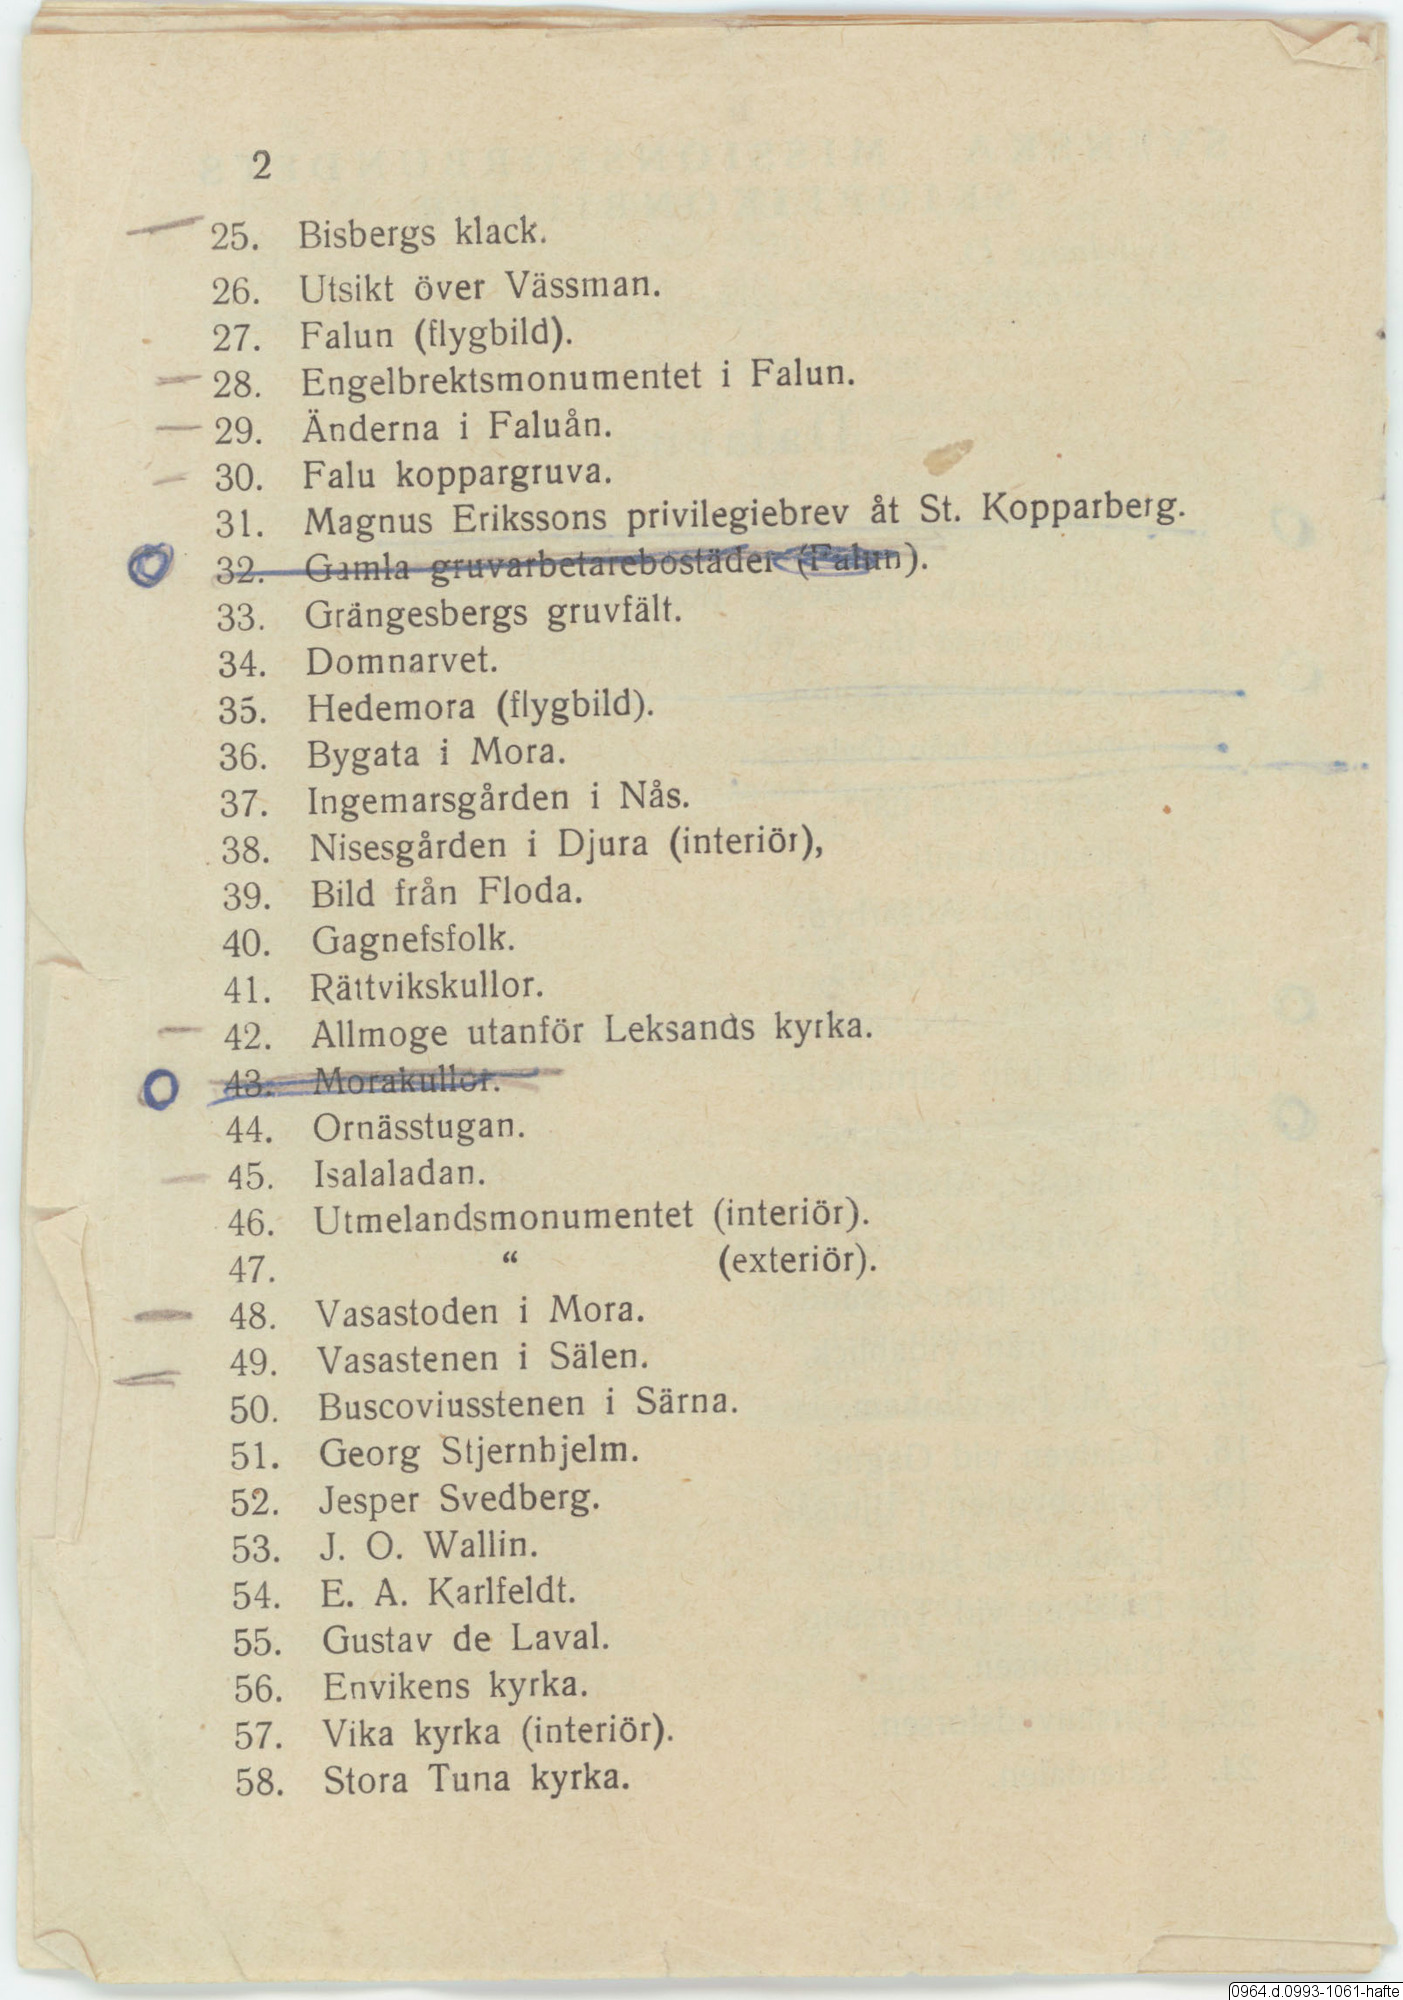 2
25. Bisbergs klack.
26. Utsikt över Vässman.
27. Falun (flygbild).
28. Engelbrektsmonumentet i Falun.
29. Änderna i Faluån.
30. Falu koppargruva.
31. Magnus Erikssons privilegiebrev åt St. Kopparberg.
32. Gamla gruvarbetarebostäder (Falun).
33. Grängesbergs gruvfält.
34. Domnarvet.
35. Hedemora (flygbild).
36. Bygata i Mora.
37. Ingemarsgården i Nås.
38. Nisesgården i Djura (interiör),
39. Bild från Floda.
40. Gagnefsfolk.
41. Rättvikskullor.
42. Allmoge utanför Leksands kyrka.
43. Morakullor.
44. Ornässtugan.
45. Isalaladan.
46. Utmelandsmonumentet (interiör).
47. “ (exteriör).
48. Vasastoden i Mora.
49. Vasastenen i Sälen.
50. Buscoviusstenen i Särna.
51. Georg Stjernhjelm.
52. Jesper Svedberg.
53. J. O. Wallin.
54. E. A. Karlfeldt.
55. Gustav de Laval.
56. Envikens kyrka.
57. Vika kyrka (interiör).
58. Stora Tuna kyrka.
0964.d.0993-1061-hafte